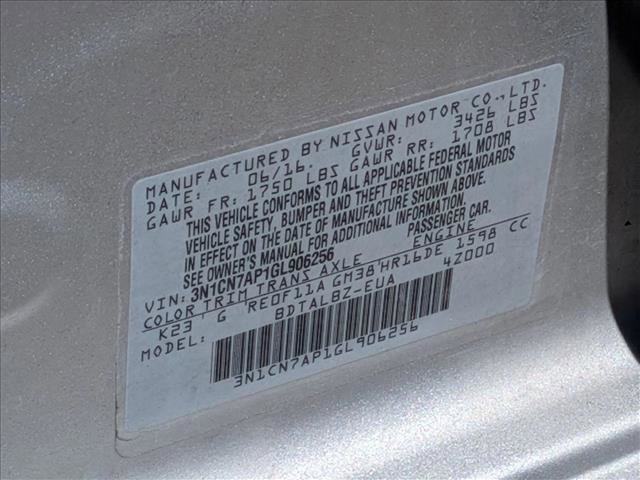 MANUFACTURED BY NISSAN MOTOR CO., LTD.
DATE: 06/16. GVWR: 3426 LBS
GAWR FR: 1750 LBS GAWR RR: 1708 LBS
THIS VEHICLE CONFORMS TO ALL APPLICABLE FEDERAL MOTOR
VEHICLE SAFETY, BUMPER AND THEFT PREVENTION STANDARDS
IN EFFECT ON THE DATE OF MANUFACTURE SHOWN ABOVE.
SEE OWNER'S MANUAL FOR ADDITIONAL INFORMATION.
VIN: 3N1CN7AP1GL906256 PASSENGER CAR.
COLOR TRIM TRANS AXLE ENGINE
K23 G RE0F11A GM38 HR16DE 1598 CC
MODEL: BDTALBZ-EUA 4Z000
3N1CN7AP1GL906256